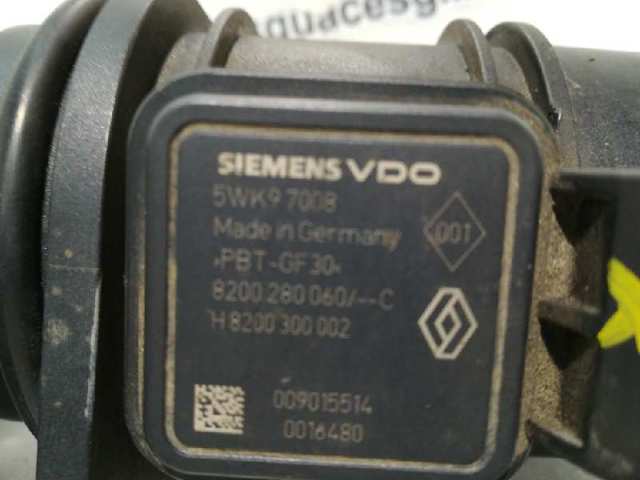 SIEMENS VDO
5WK9 7008
Made in Germany
001
>PBT-GF30<
8200 280 060/--C
H 8200 300 002
009015514
0016480